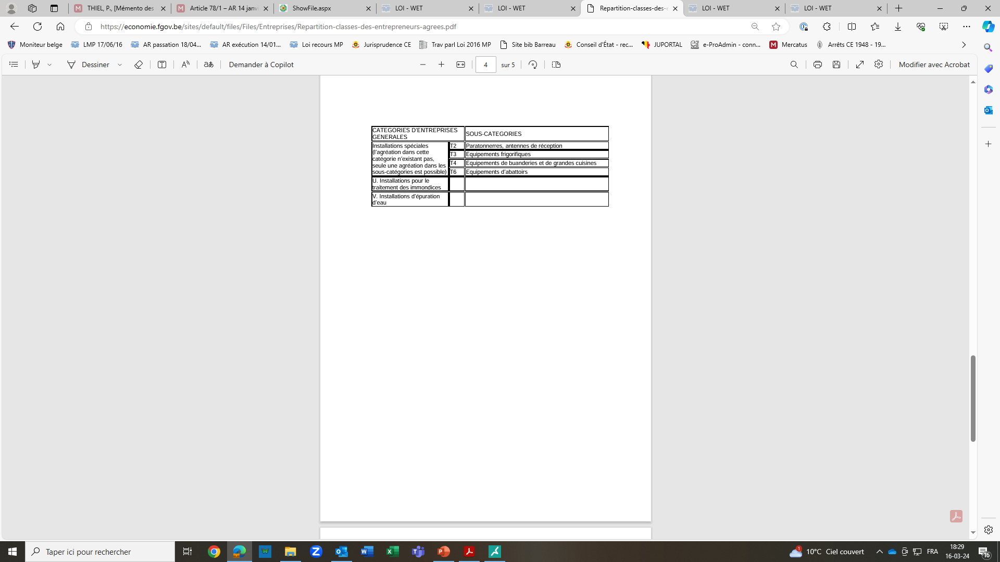 THIEL, P., [Mémento des
Article 78/1 – AR 14 janv
ShowFile.aspx
LOI - WET
LOI - WET
Repartition-classes-des-e
LOI - WET
LOI - WET
https://economie.fgov.be/sites/default/files/Files/Entreprises/Repartition-classes-des-entrepreneurs-agrees.pdf
Moniteur belge
LMP 17/06/16
AR passation 18/04...
AR exécution 14/01...
Loi recours MP
Jurisprudence CE
Trav parl Loi 2016 MP
Site bib Barreau
Conseil d'État - rec...
JUPORTAL
e-ProAdmin - conn...
Mercatus
Arrêts CE 1948 - 19...
Dessiner
Demander à Copilot
4
sur 5
Modifier avec Acrobat
CATEGORIES D'ENTREPRISES
GENERALES
SOUS-CATEGORIES
Installations spéciales
(l'agréation dans cette
catégorie n'existant pas,
seule une agréation dans les
sous-catégories est possible)
T2
Paratonnerres, antennes de réception
T3
Equipements frigorifiques
T4
Equipements de buanderies et de grandes cuisines
T6
Equipements d'abattoirs
U. Installations pour le
traitement des immondices
V. Installations d'épuration
d'eau
Taper ici pour rechercher
1
10°C Ciel couvert
FRA
18:29
16-03-24
16